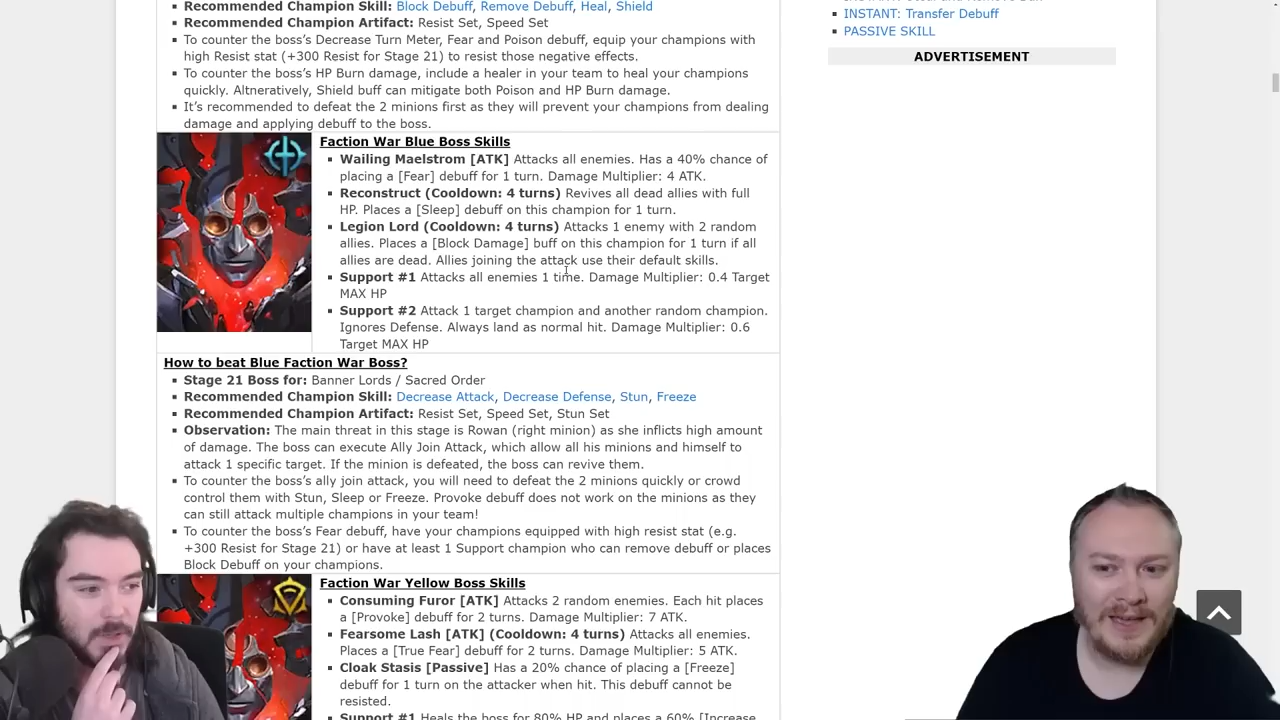 Recommended Champion Skill: Block Debuff, Remove Debuff, Heal, Shield
Recommended Champion Artifact: Resist Set, Speed Set
To counter the boss's Decrease Turn Meter, Fear and Poison debuff, equip your champions with
high Resist stat (+300 Resist for Stage 21) to resist those negative effects.
To counter the boss's HP Burn damage, include a healer in your team to heal your champions
quickly. Altneratively, Shield buff can mitigate both Poison and HP Burn damage.
It's recommended to defeat the 2 minions first as they will prevent your champions from dealing
damage and applying debuff to the boss.
Faction War Blue Boss Skills
Wailing Maelstrom [ATK] Attacks all enemies. Has a 40% chance of
placing a [Fear] debuff for 1 turn. Damage Multiplier: 4 ATK.
Reconstruct (Cooldown: 4 turns) Revives all dead allies with full
HP. Places a [Sleep] debuff on this champion for 1 turn.
Legion Lord (Cooldown: 4 turns) Attacks 1 enemy with 2 random
allies. Places a [Block Damage] buff on this champion for 1 turn if all
allies are dead. Allies joining the attack use their default skills.
Support #1 Attacks all enemies 1 time. Damage Multiplier: 0.4 Target
MAX HP
Support #2 Attack 1 target champion and another random champion.
Ignores Defense. Always land as normal hit. Damage Multiplier: 0.6
Target MAX HP
How to beat Blue Faction War Boss?
Stage 21 Boss for: Banner Lords / Sacred Order
Recommended Champion Skill: Decrease Attack, Decrease Defense, Stun, Freeze
Recommended Champion Artifact: Resist Set, Speed Set, Stun Set
Observation: The main threat in this stage is Rowan (right minion) as she inflicts high amount
of damage. The boss can execute Ally Join Attack, which allow all his minions and himself to
attack 1 specific target. If the minion is defeated, the boss can revive them.
To counter the boss's ally join attack, you will need to defeat the 2 minions quickly or crowd
control them with Stun, Sleep or Freeze. Provoke debuff does not work on the minions as they
can still attack multiple champions in your team!
To counter the boss's Fear debuff, have your champions equipped with high resist stat (e.g.
+300 Resist for Stage 21) or have at least 1 Support champion who can remove debuff or places
Block Debuff on your champions.
Faction War Yellow Boss Skills
Consuming Furor [ATK] Attacks 2 random enemies. Each hit places
a [Provoke] debuff for 2 turns. Damage Multiplier: 7 ATK.
Fearsome Lash [ATK] (Cooldown: 4 turns) Attacks all enemies.
Places a [True Fear] debuff for 2 turns. Damage Multiplier: 5 ATK.
Cloak Stasis [Passive] Has a 20% chance of placing a [Freeze]
debuff for 1 turn on the attacker when hit. This debuff cannot be
resisted.
Support #1 Heals the boss for 80% HP and places a 60% [Increase
INSTANT: Transfer Debuff
PASSIVE SKILL
ADVERTISEMENT